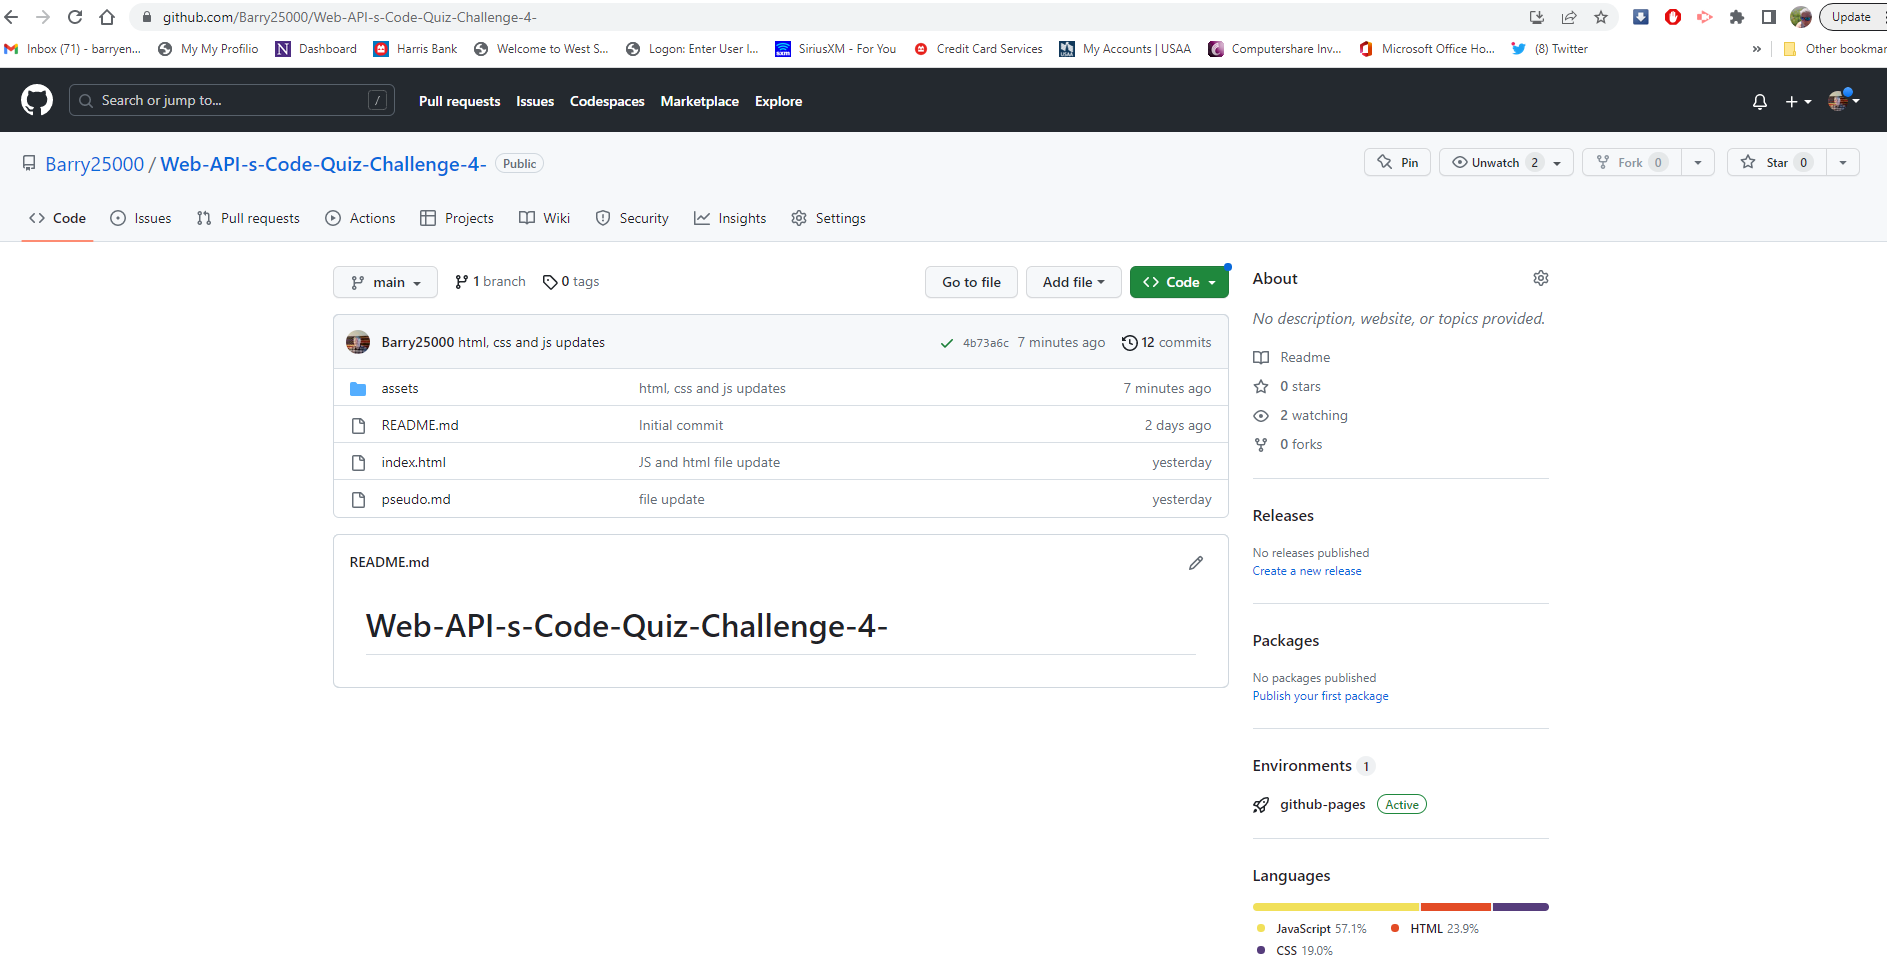 github.com/Barry25000/Web-API-s-Code-Quiz-Challenge-4-
Update
Inbox (71) - barryen...
My My Profilio
Dashboard
Harris Bank
Welcome to West S...
Logon: Enter User I...
SiriusXM - For You
Credit Card Services
My Accounts | USAA
Computershare Inv...
Microsoft Office Ho...
(8) Twitter
»
Other bookmar
Search or jump to...
/
Pull requests
Issues
Codespaces
Marketplace
Explore
Barry25000 / Web-API-s-Code-Quiz-Challenge-4-
Public
Pin
Unwatch 2
Fork 0
Star 0
Code
Issues
Pull requests
Actions
Projects
Wiki
Security
Insights
Settings
main
1 branch
0 tags
Go to file
Add file
Code
Barry25000 html, css and js updates
4b73a6c 7 minutes ago
12 commits
assets html, css and js updates 7 minutes ago
README.md Initial commit 2 days ago
index.html JS and html file update yesterday
pseudo.md file update yesterday
README.md
Web-API-s-Code-Quiz-Challenge-4-
About
No description, website, or topics provided.
Readme
0 stars
2 watching
0 forks
Releases
No releases published
Create a new release
Packages
No packages published
Publish your first package
Environments 1
github-pages Active
Languages
JavaScript 57.1% HTML 23.9%
CSS 19.0%